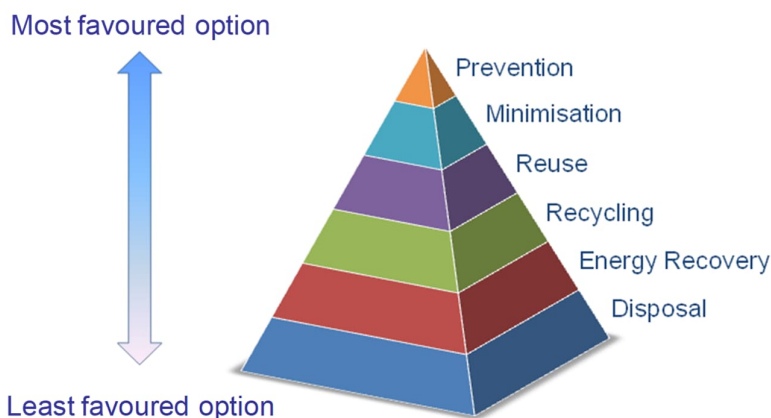 Most favoured option
Prevention
Minimisation
Reuse
Recycling
Energy Recovery
Disposal
Least favoured option